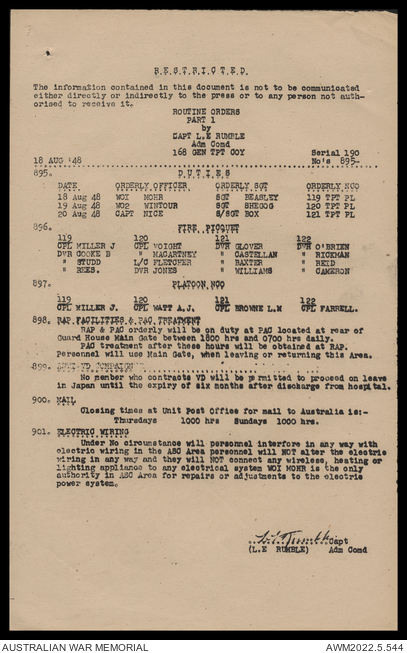 RESTRICTED
The information contained in this document is not to be communicated
either directly or indirectly to the press or to any person not auth-
orised to receive it.
ROUTINE ORDERS
PART 1
by
CAPT L.E RUMBLE
Adm Comd
168 GEN TPT COY Serial 190
18 AUG '48 No's 895-
895. DUTIES
DATE ORDERLY OFFICER ORDERLY SGT ORDERLY NCO
18 Aug 48 WOI MOHR SGT BEASLEY 119 TPT PL
19 Aug 48 WO2 WINTOUR SGT SHEHOG 120 TPT PL
20 Aug 48 CAPT NICE S/SGT BOX 121 TPT PL
896. FIRE PICQUET
119 120 121 122
CPL MILLER J CPL VOIGHT DVR GLOVER DVR O'BRIEN
DVR COOKE B " MACARTNEY " CASTELLAN " RICKMAN
" STUDD L/C FLETCHER " BAXTER " REID
" REES. DVR JONES " WILLIAMS " CAMERON
897. PLATOON NCO
119 120 121 122
CPL MILLER J. CPL WATT A.J. CPL BROWNE L.M CPL FARRELL.
898. RAP FACILITIES & PAC TREATMENT
RAP & PAC orderly will be on duty at PAC located at rear of
Guard House Main Gate between 1800 hrs and 0700 hrs daily.
PAC treatment after these hours will be obtained at RAP.
Personnel will use Main Gate, when leaving or returning this Area.
899.
No member who contracts VD will be permitted to proceed on leave
in Japan until the expiry of six months after discharge from hospital.
900. MAIL
Closing times at Unit Post Office for mail to Australia is:-
Thursdays 1000 hrs Sundays 1000 hrs.
901. ELECTRIC WIRING
Under No circumstance will personnel interfore in any way with
electric wiring in the ASC Area personnel will NOT alter the electric
wiring in any way and they will NOT connect any wireless, heating or
lighting appliance to any electrical system WOI MOHR is the only
authority in ASC Area for repairs or adjustments to the electric
power system.
Capt
(L.E RUMBLE) Adm Comd
AUSTRALIAN WAR MEMORIAL AWM2022.5.544